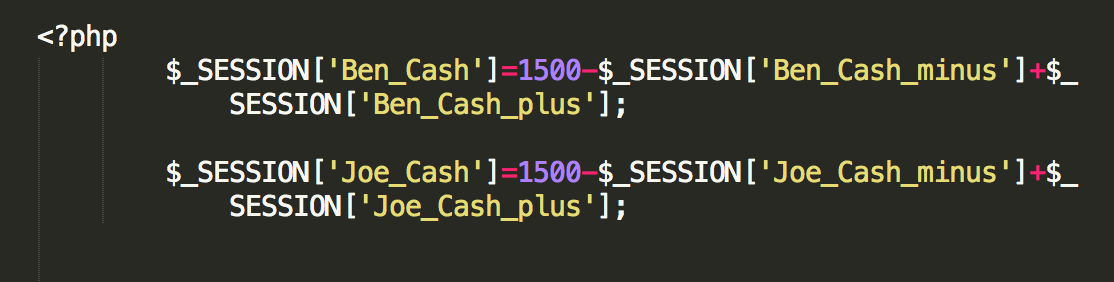 <?php
$_SESSION['Ben_Cash']=1500-$_SESSION['Ben_Cash_minus']+$_
SESSION['Ben_Cash_plus'];
$_SESSION['Joe_Cash']=1500-$_SESSION['Joe_Cash_minus']+$_
SESSION['Joe_Cash_plus'];